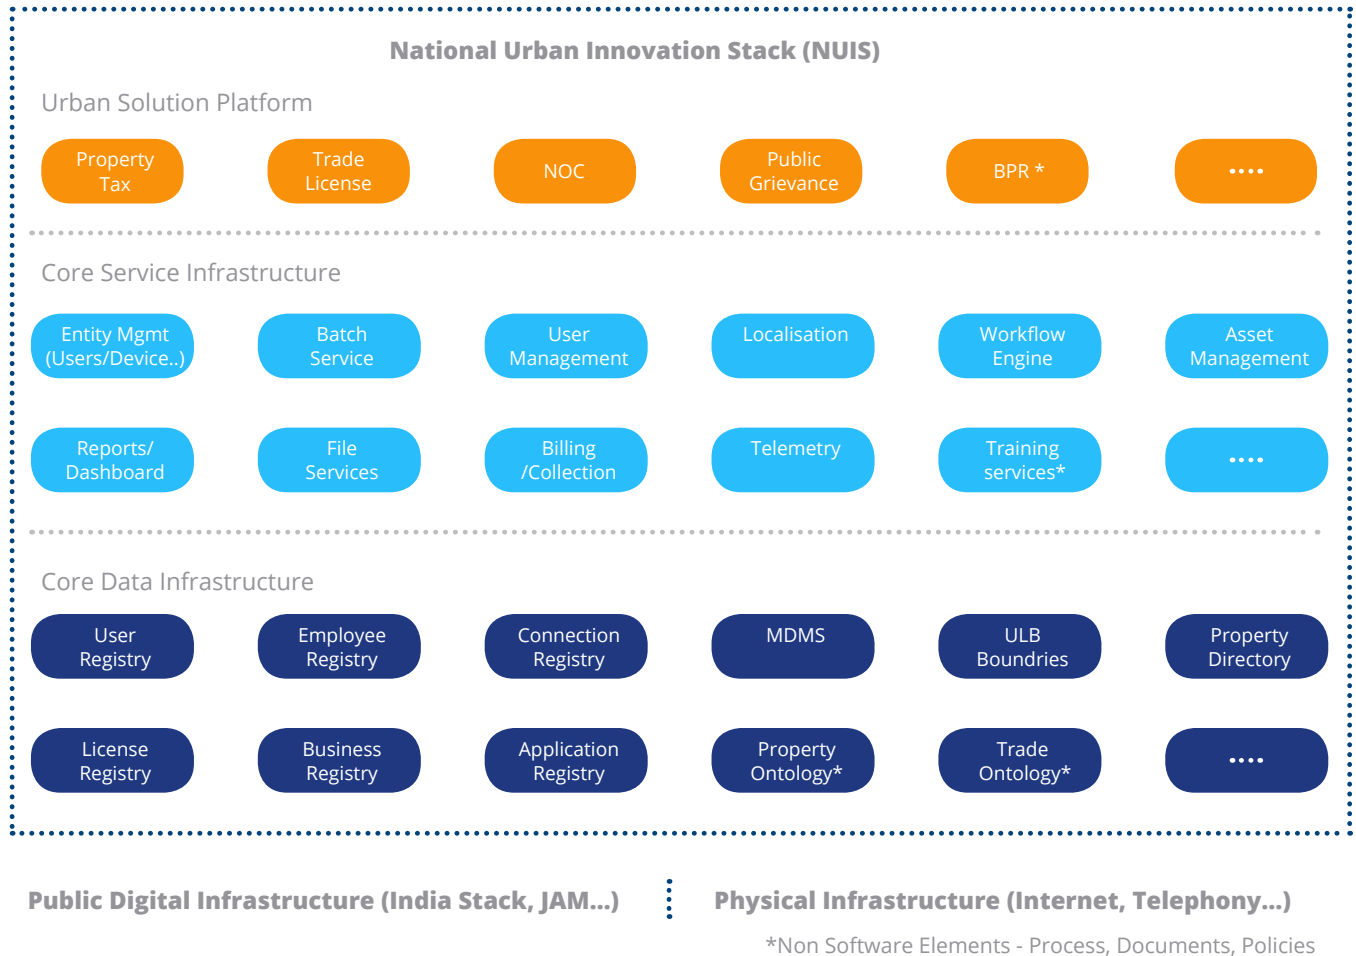 National Urban Innovation Stack (NUIS)
Urban Solution Platform
Property
Tax
Trade
License
NOC
Public
Grievance
BPR *
....
Core Service Infrastructure
Entity Mgmt
(Users/Device..)
Batch
Service
User
Management
Localisation
Workflow
Engine
Asset
Management
Reports/
Dashboard
File
Services
Billing
/Collection
Telemetry
Training
services*
....
Core Data Infrastructure
User
Registry
Employee
Registry
Connection
Registry
MDMS
ULB
Boundries
Property
Directory
License
Registry
Business
Registry
Application
Registry
Property
Ontology*
Trade
Ontology*
....
Public Digital Infrastructure (India Stack, JAM...)
Physical Infrastructure (Internet, Telephony...)
*Non Software Elements - Process, Documents, Policies